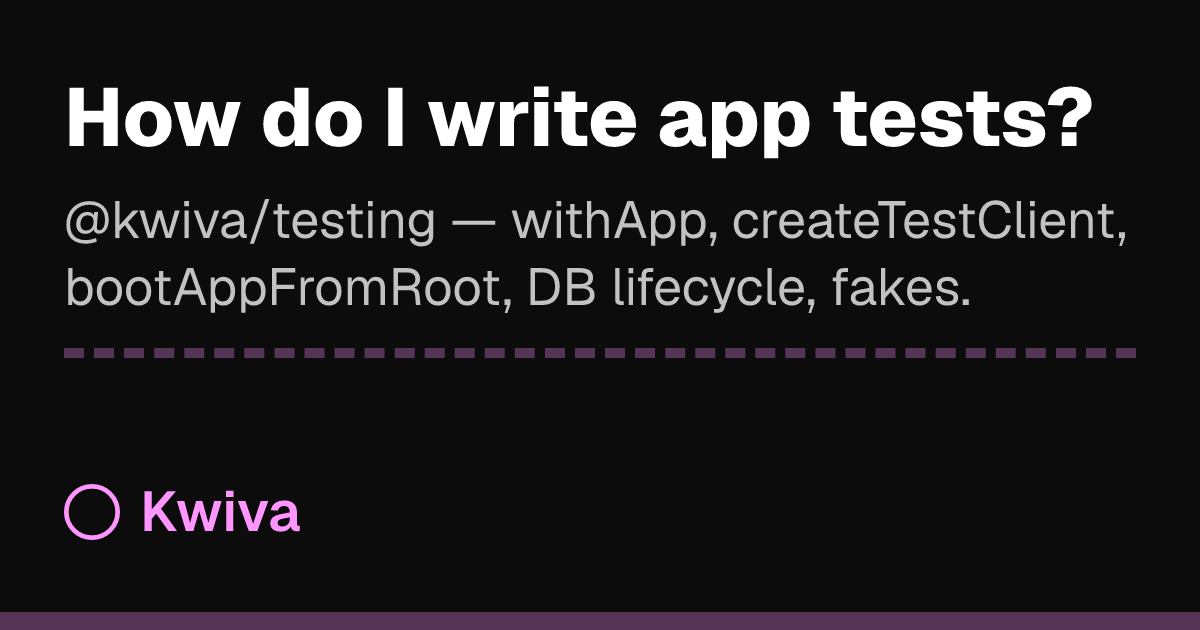 How do I write app tests?
@kwiva/testing — withApp, createTestClient,
bootAppFromRoot, DB lifecycle, fakes.
Kwiva